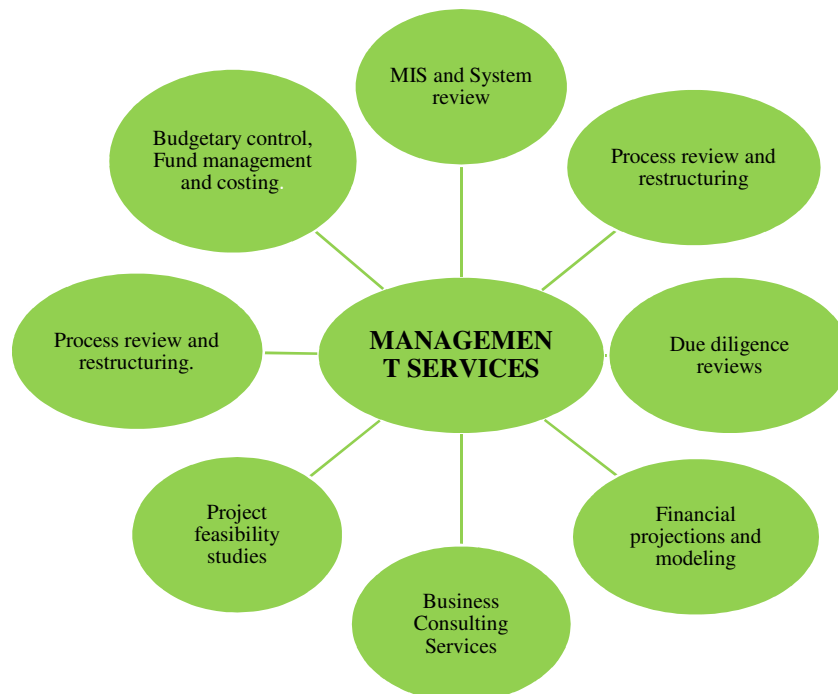 MIS and System
review
Budgetary control,
Fund management
and costing.
Process review and
restructuring
Process review and
restructuring.
MANAGEMEN
T SERVICES
Due diligence
reviews
Project
feasibility
studies
Financial
projections and
modeling
Business
Consulting
Services